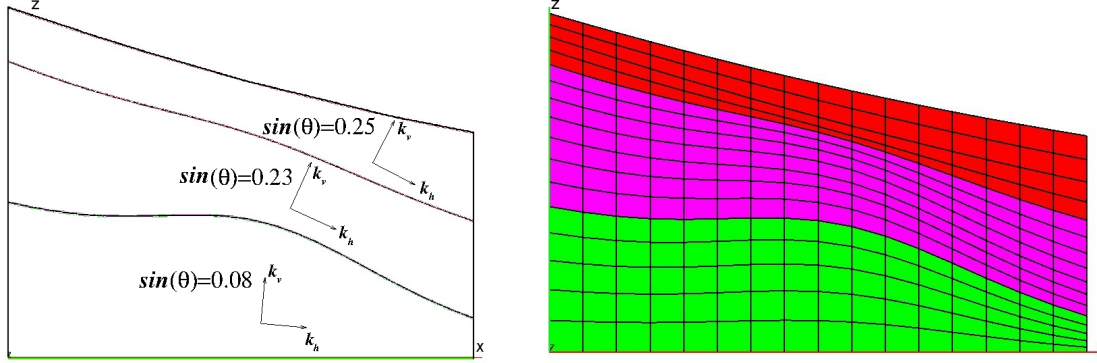 z
sin(θ)=0.25
k_v
k_h
sin(θ)=0.23
k_v
k_h
sin(θ)=0.08
k_v
k_h
x
z
x